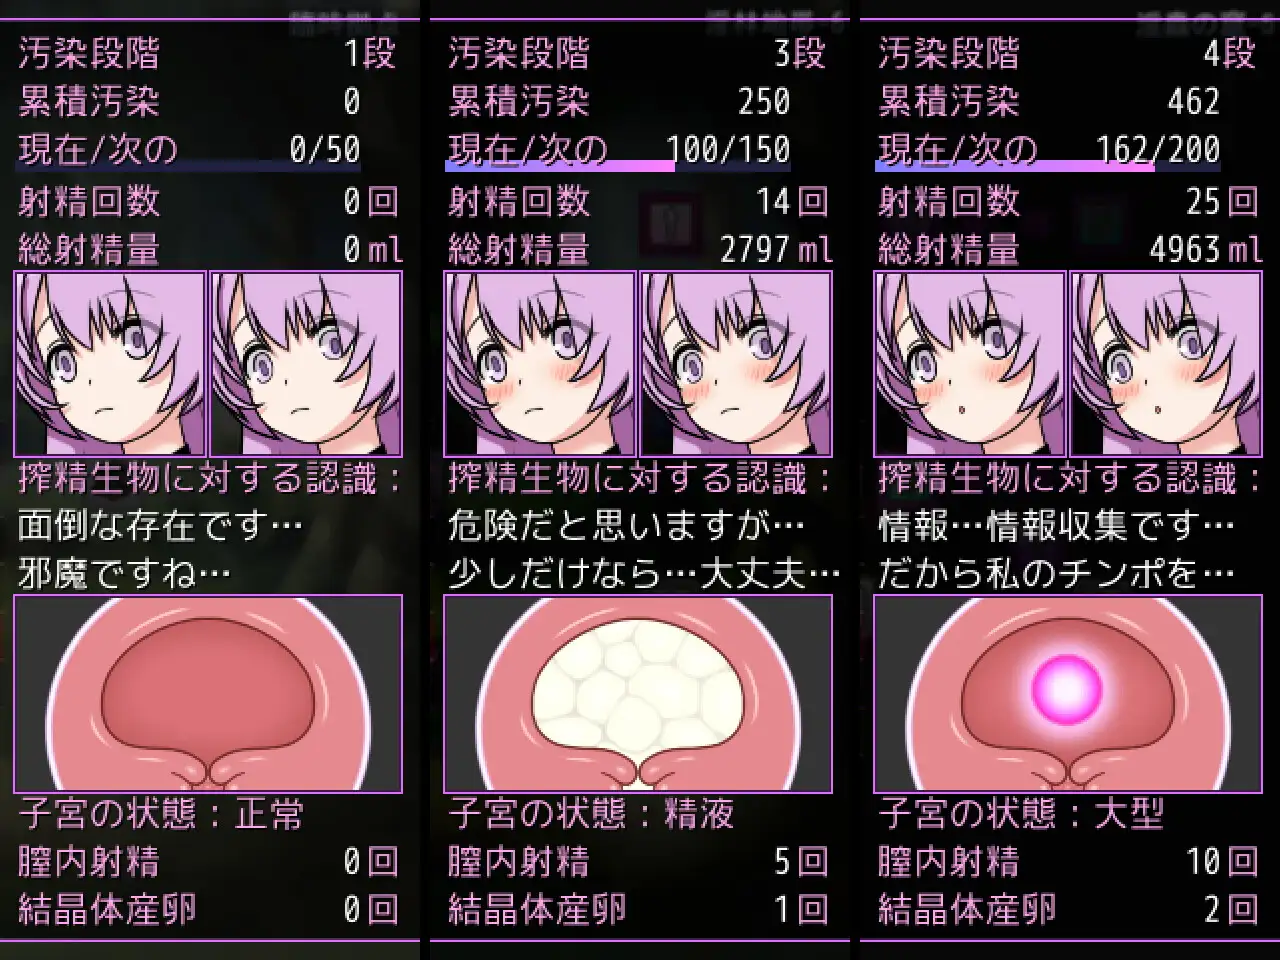 汚染段階 1段
累積汚染 0
現在/次の 0/50
射精回数 0回
総射精量 0ml
搾精生物に対する認識：
面倒な存在です…
邪魔ですね…
子宮の状態：正常
膣内射精 0回
結晶体産卵 0回
汚染段階 3段
累積汚染 250
現在/次の 100/150
射精回数 14回
総射精量 2797ml
搾精生物に対する認識：
危険だと思いますが…
少しだけなら…大丈夫…
子宮の状態：精液
膣内射精 5回
結晶体産卵 1回
汚染段階 4段
累積汚染 462
現在/次の 162/200
射精回数 25回
総射精量 4963ml
搾精生物に対する認識：
情報…情報収集です…
だから私のチンポを…
子宮の状態：大型
膣内射精 10回
結晶体産卵 2回